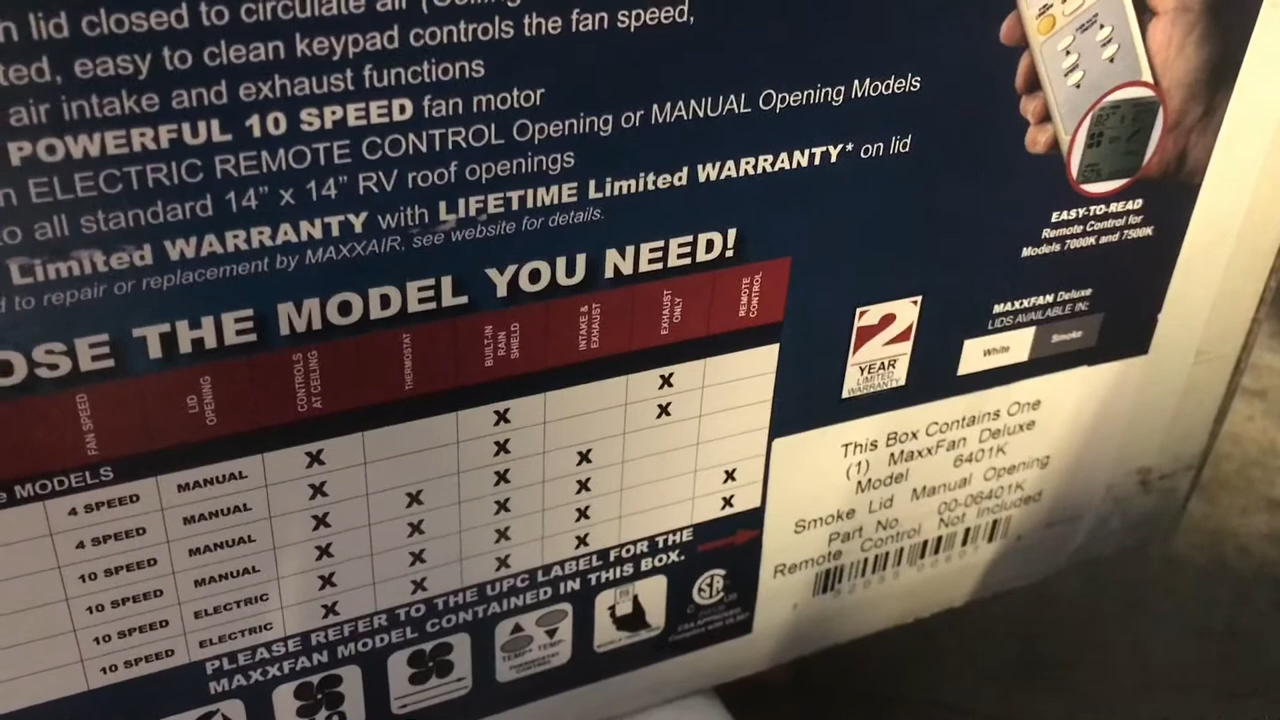 n lid closed to circulate air
ted, easy to clean keypad controls the fan speed,
air intake and exhaust functions
POWERFUL 10 SPEED fan motor
n ELECTRIC REMOTE CONTROL Opening or MANUAL Opening Models
o all standard 14" x 14" RV roof openings
Limited WARRANTY with LIFETIME Limited WARRANTY* on lid
d to repair or replacement by MAXXAIR, see website for details.
OSE THE MODEL YOU NEED!
FAN SPEED
LID OPENING
CONTROLS AT CEILING
THERMOSTAT
BUILT-IN RAIN SHIELD
INTAKE & EXHAUST
EXHAUST ONLY
REMOTE CONTROL
e MODELS
4 SPEED MANUAL X X X
4 SPEED MANUAL X X X
10 SPEED MANUAL X X X
10 SPEED MANUAL X X X X
10 SPEED ELECTRIC X X X X X
10 SPEED ELECTRIC X X X X
PLEASE REFER TO THE UPC LABEL FOR THE
MAXXFAN MODEL CONTAINED IN THIS BOX.
TEMP+ TEMP-
THERMOSTAT
CONTROL
EASY-TO-READ
Remote Control for
Models 7000K and 7500K
2
YEAR
LIMITED
WARRANTY
MAXXFAN Deluxe
LIDS AVAILABLE IN:
White
Smoke
This Box Contains One
(1) MaxxFan Deluxe
Model 6401K
Smoke Lid Manual Opening
Part No. 00-06401K
Remote Control Not Included